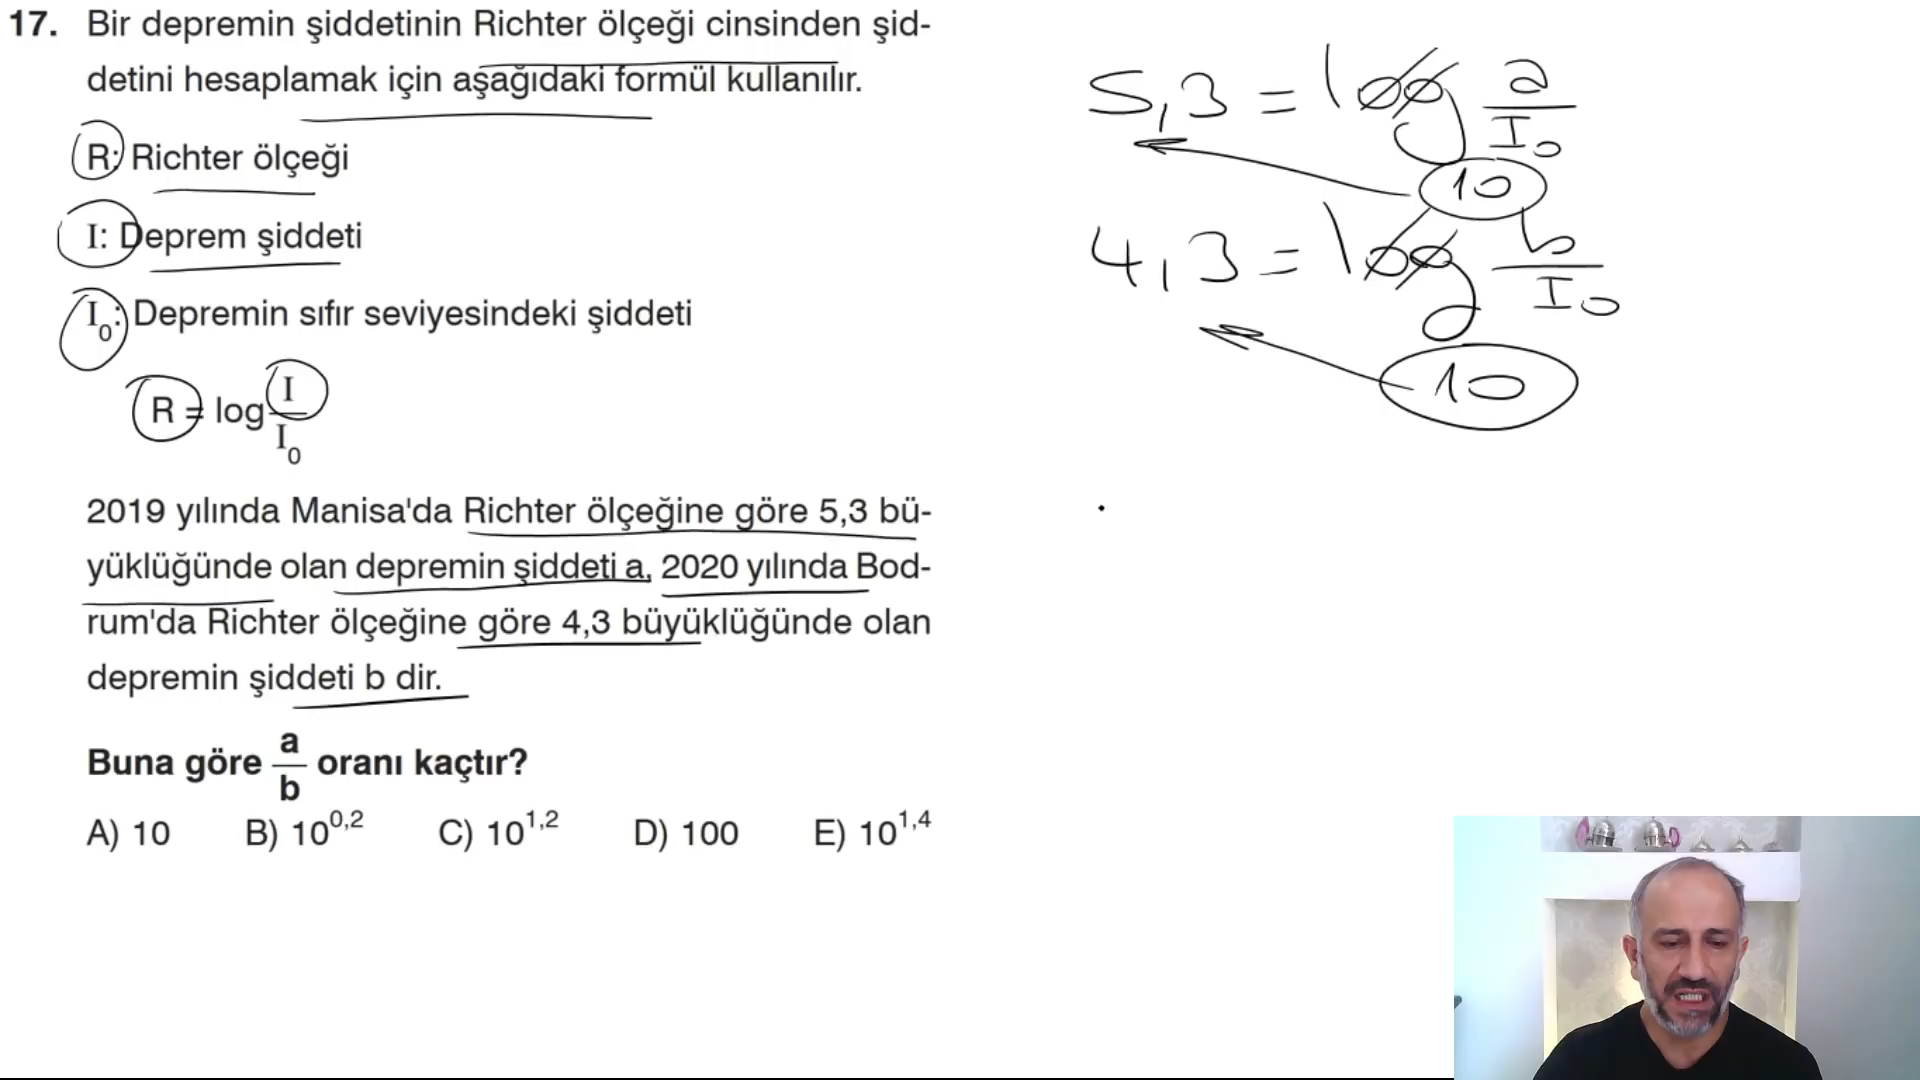 17. Bir depremin şiddetinin Richter ölçeği cinsinden şid-
detini hesaplamak için aşağıdaki formül kullanılır.
R: Richter ölçeği
I: Deprem şiddeti
I₀: Depremin sıfır seviyesindeki şiddeti
R = log I/I₀
2019 yılında Manisa'da Richter ölçeğine göre 5,3 bü-
yüklüğünde olan depremin şiddeti a, 2020 yılında Bod-
rum'da Richter ölçeğine göre 4,3 büyüklüğünde olan
depremin şiddeti b dir.
Buna göre a/b oranı kaçtır?
A) 10 B) 10^0,2 C) 10^1,2 D) 100 E) 10^1,4
5,3 = log a/I₀
10
4,3 = log b/I₀
10